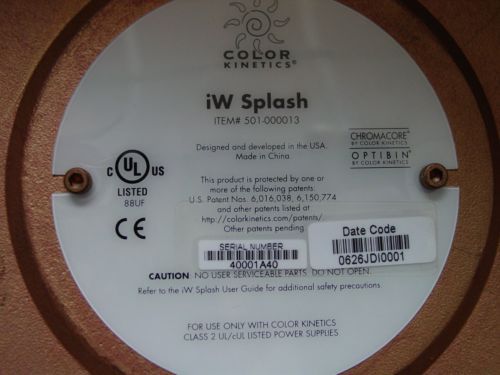 COLOR
KINETICS®
iW Splash
ITEM# 501-000013
Designed and developed in the USA.
Made in China.
CHROMACORE®
BY COLOR KINETICS
OPTIBIN®
BY COLOR KINETICS
C UL US
LISTED
88UF
CE
This product is protected by one or
more of the following patents:
U.S. Patent Nos. 6,016,038, 6,150,774
and other patents listed at
http://colorkinetics.com/patents/
Other patents pending.
SERIAL NUMBER
40001A40
Date Code
0626JDI0001
CAUTION NO USER SERVICEABLE PARTS. DO NOT OPEN.
Refer to the iW Splash User Guide for additional safety precautions.
FOR USE ONLY WITH COLOR KINETICS
CLASS 2 UL/cUL LISTED POWER SUPPLIES